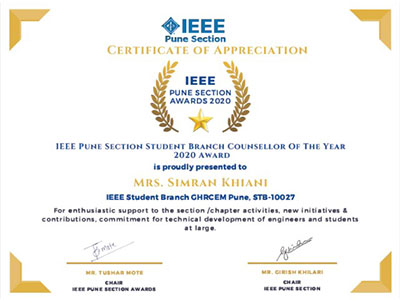 IEEE
Pune Section
CERTIFICATE OF APPRECIATION
IEEE
PUNE SECTION
AWARDS 2020
IEEE PUNE SECTION STUDENT BRANCH COUNSELLOR OF THE YEAR
2020 AWARD
is proudly presented to
MRS. SIMRAN KHIANI
IEEE Student Branch GHRCEM Pune, STB-10027
For enthusiastic support to the section /chapter activities, new initiatives &
contributions, commitment for technical development of engineers and students
at large.
MR. TUSHAR MOTE
CHAIR
IEEE PUNE SECTION AWARDS
MR. GIRISH KHILARI
CHAIR
IEEE PUNE SECTION